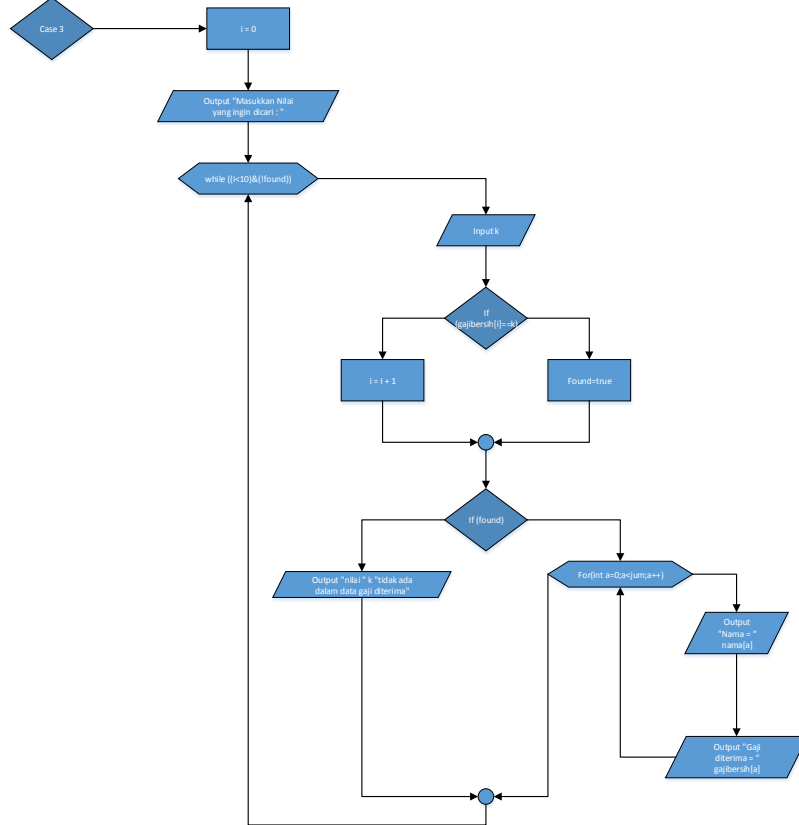 Case 3
i = 0
Output "Masukkan Nilai
yang ingin dicari : "
while ((i<10)&(!found))
Input k
If
(gajibersih[i]==k)
i = I + 1
Found=true
If (found)
Output "nilai " k "tidak ada
dalam data gaji diterima"
For(int a=0;a<jum;a++)
Output
"Nama = "
nama[a]
Output "Gaji
diterima = "
gajibersih[a]